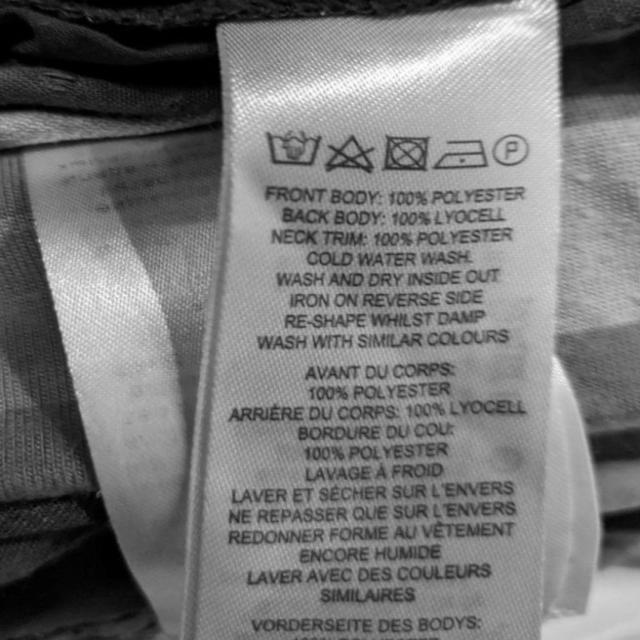 P
FRONT BODY: 100% POLYESTER
BACK BODY: 100% LYOCELL
NECK TRIM: 100% POLYESTER
COLD WATER WASH.
WASH AND DRY INSIDE OUT
IRON ON REVERSE SIDE
RE-SHAPE WHILST DAMP
WASH WITH SIMILAR COLOURS
AVANT DU CORPS:
100% POLYESTER
ARRIÈRE DU CORPS: 100% LYOCELL
BORDURE DU COU:
100% POLYESTER
LAVAGE À FROID
LAVER ET SÉCHER SUR L'ENVERS
NE REPASSER QUE SUR L'ENVERS
REDONNER FORME AU VÊTEMENT
ENCORE HUMIDE
LAVER AVEC DES COULEURS
SIMILAIRES
VORDERSEITE DES BODYS:
100% POLYESTER